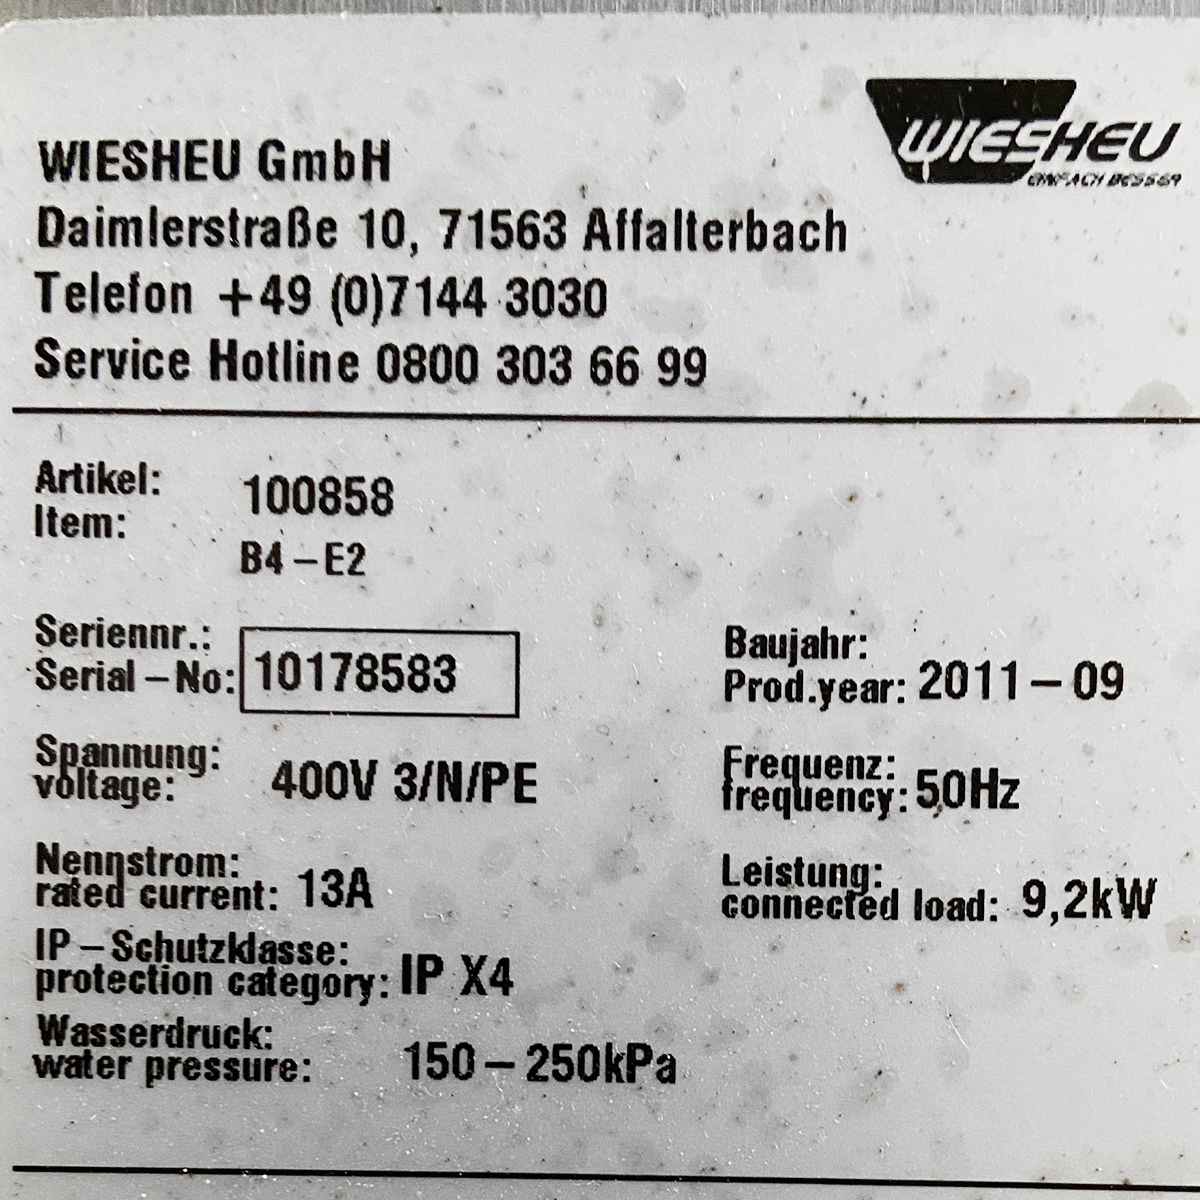 WIESHEU
EINFACH BESSER
WIESHEU GmbH
Daimlerstraße 10, 71563 Affalterbach
Telefon +49 (0)7144 3030
Service Hotline 0800 303 66 99
Artikel:
Item: 100858
B4-E2
Seriennr.:
Serial-No: 10178583
Baujahr:
Prod.year: 2011-09
Spannung:
voltage: 400V 3/N/PE
Frequenz:
frequency: 50Hz
Nennstrom:
rated current: 13A
Leistung:
connected load: 9,2kW
IP-Schutzklasse:
protection category: IP X4
Wasserdruck:
water pressure: 150-250kPa